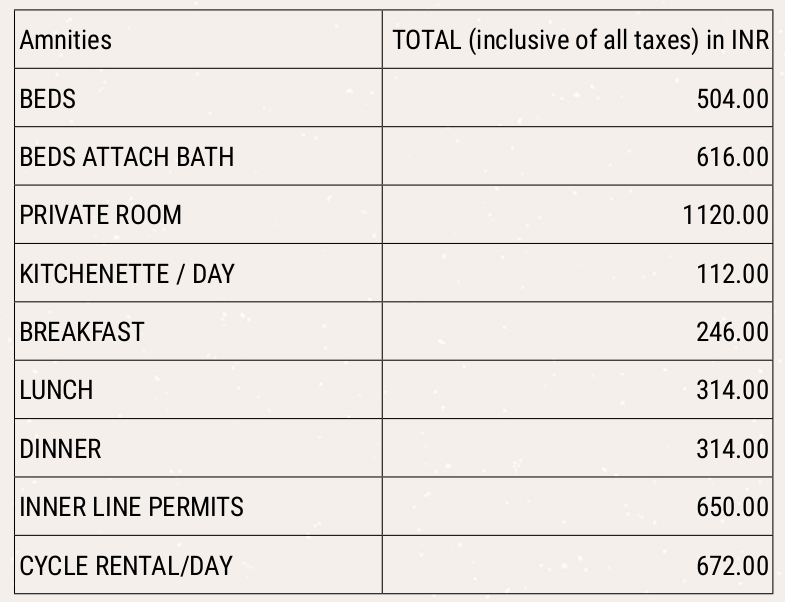 Amnities TOTAL (inclusive of all taxes) in INR
BEDS 504.00
BEDS ATTACH BATH 616.00
PRIVATE ROOM 1120.00
KITCHENETTE / DAY 112.00
BREAKFAST 246.00
LUNCH 314.00
DINNER 314.00
INNER LINE PERMITS 650.00
CYCLE RENTAL/DAY 672.00